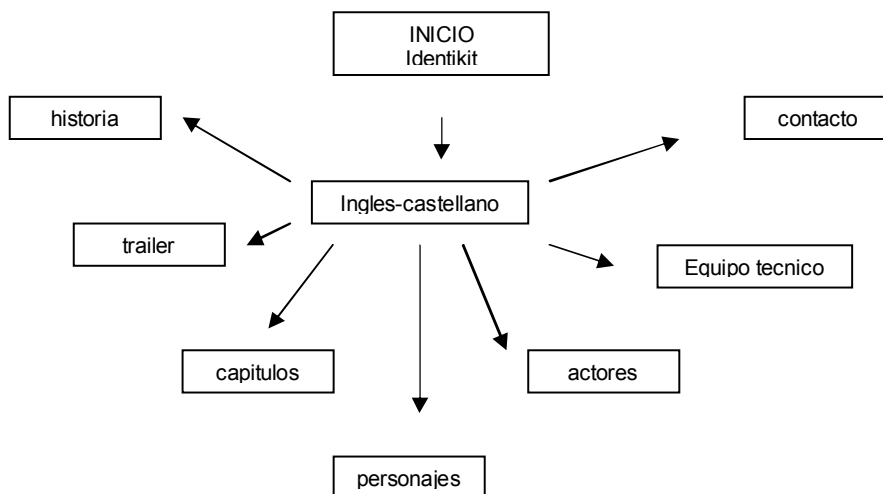 INICIO
Identikit
historia
contacto
Ingles-castellano
trailer
Equipo tecnico
capitulos
actores
personajes